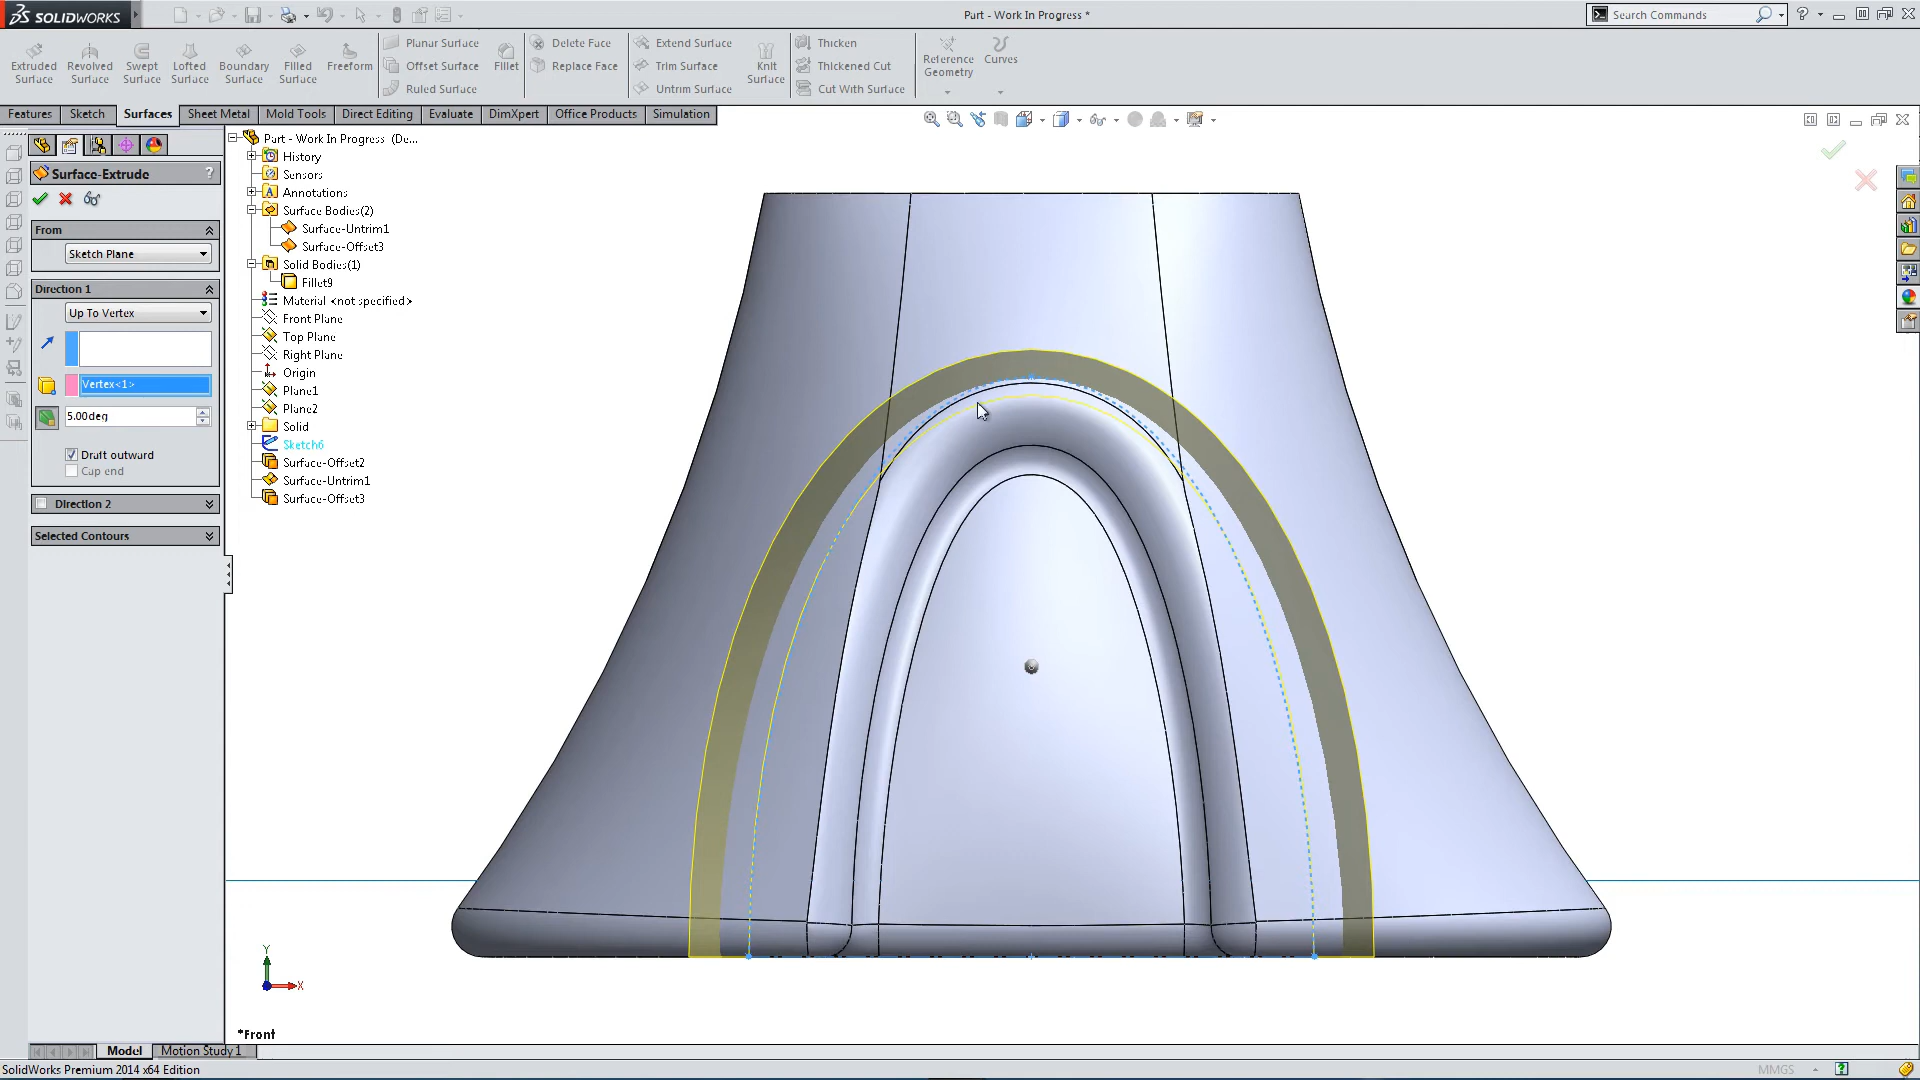 SOLIDWORKS
Part - Work In Progress *
Search Commands
Extruded Surface
Revolved Surface
Swept Surface
Lofted Surface
Boundary Surface
Filled Surface
Freeform
Planar Surface
Offset Surface
Ruled Surface
Fillet
Delete Face
Replace Face
Extend Surface
Trim Surface
Untrim Surface
Knit Surface
Thicken
Thickened Cut
Cut With Surface
Reference Geometry
Curves
Features
Sketch
Surfaces
Sheet Metal
Mold Tools
Direct Editing
Evaluate
DimXpert
Office Products
Simulation
Surface-Extrude
?
From
Sketch Plane
Direction 1
Up To Vertex
Vertex<1>
5.00deg
Draft outward
Cap end
Direction 2
Selected Contours
Part - Work In Progress (De...
History
Sensors
Annotations
Surface Bodies(2)
Surface-Untrim1
Surface-Offset3
Solid Bodies(1)
Fillet9
Material <not specified>
Front Plane
Top Plane
Right Plane
Origin
Plane1
Plane2
Solid
Sketch6
Surface-Offset2
Surface-Untrim1
Surface-Offset3
Y
X
*Front
Model
Motion Study 1
SolidWorks Premium 2014 x64 Edition
MMGS